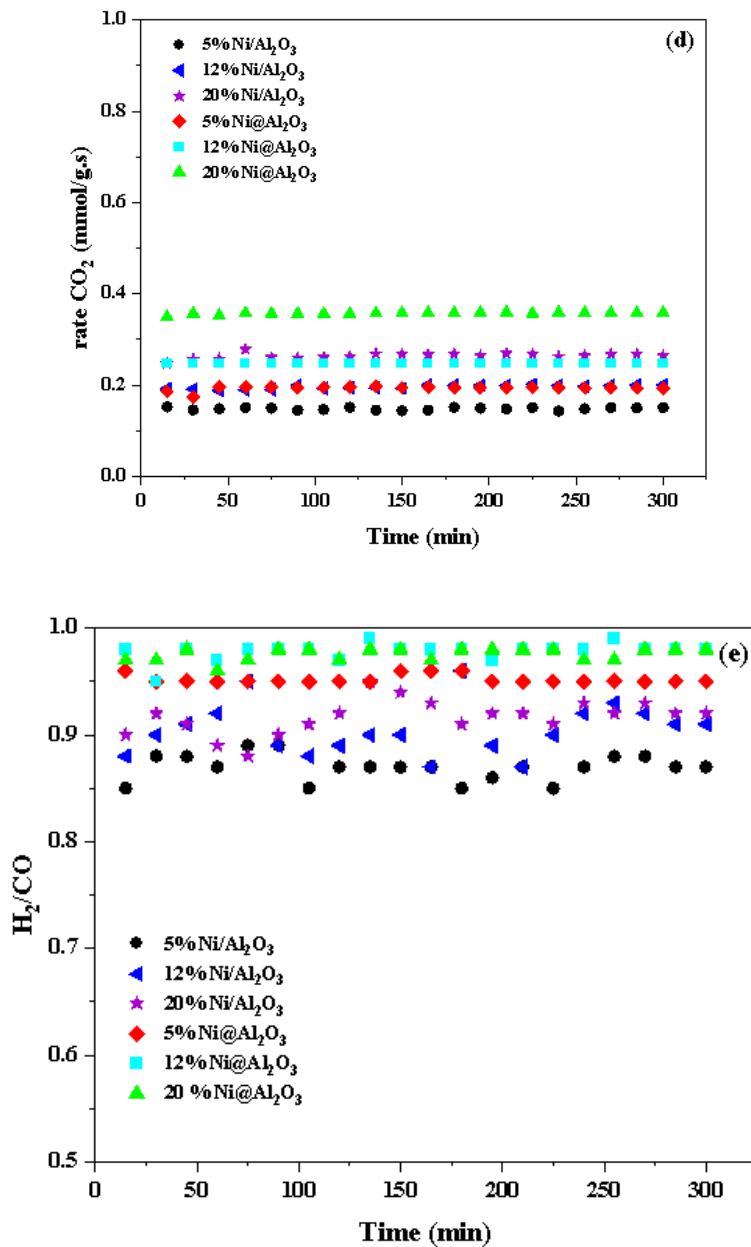 (d)
5%Ni/Al₂O₃
12%Ni/Al₂O₃
20%Ni/Al₂O₃
5%Ni@Al₂O₃
12%Ni@Al₂O₃
20%Ni@Al₂O₃
rate CO₂ (mmol/g.s)
1.0
0.8
0.6
0.4
0.2
0.0
0 50 100 150 200 250 300
Time (min)
(e)
H₂/CO
1.0
0.9
0.8
0.7
0.6
0.5
5%Ni/Al₂O₃
12%Ni/Al₂O₃
20%Ni/Al₂O₃
5%Ni@Al₂O₃
12%Ni@Al₂O₃
20 %Ni@Al₂O₃
0 50 100 150 200 250 300
Time (min)